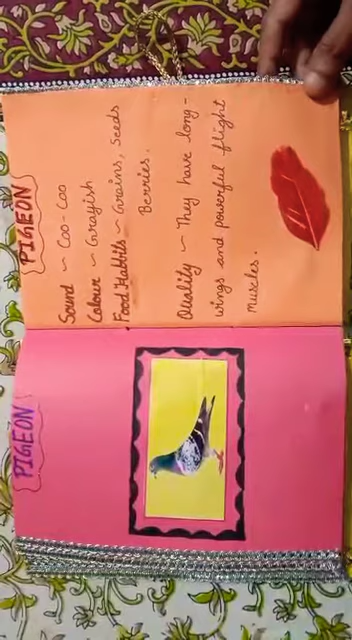 PIGEON
PIGEON
Sound ~ Coo-Coo
Colour ~ Grayish
Food Habbits ~ Grains, Seeds
Berries.
Quality ~ They have long-
wings and powerful flight
muscles.